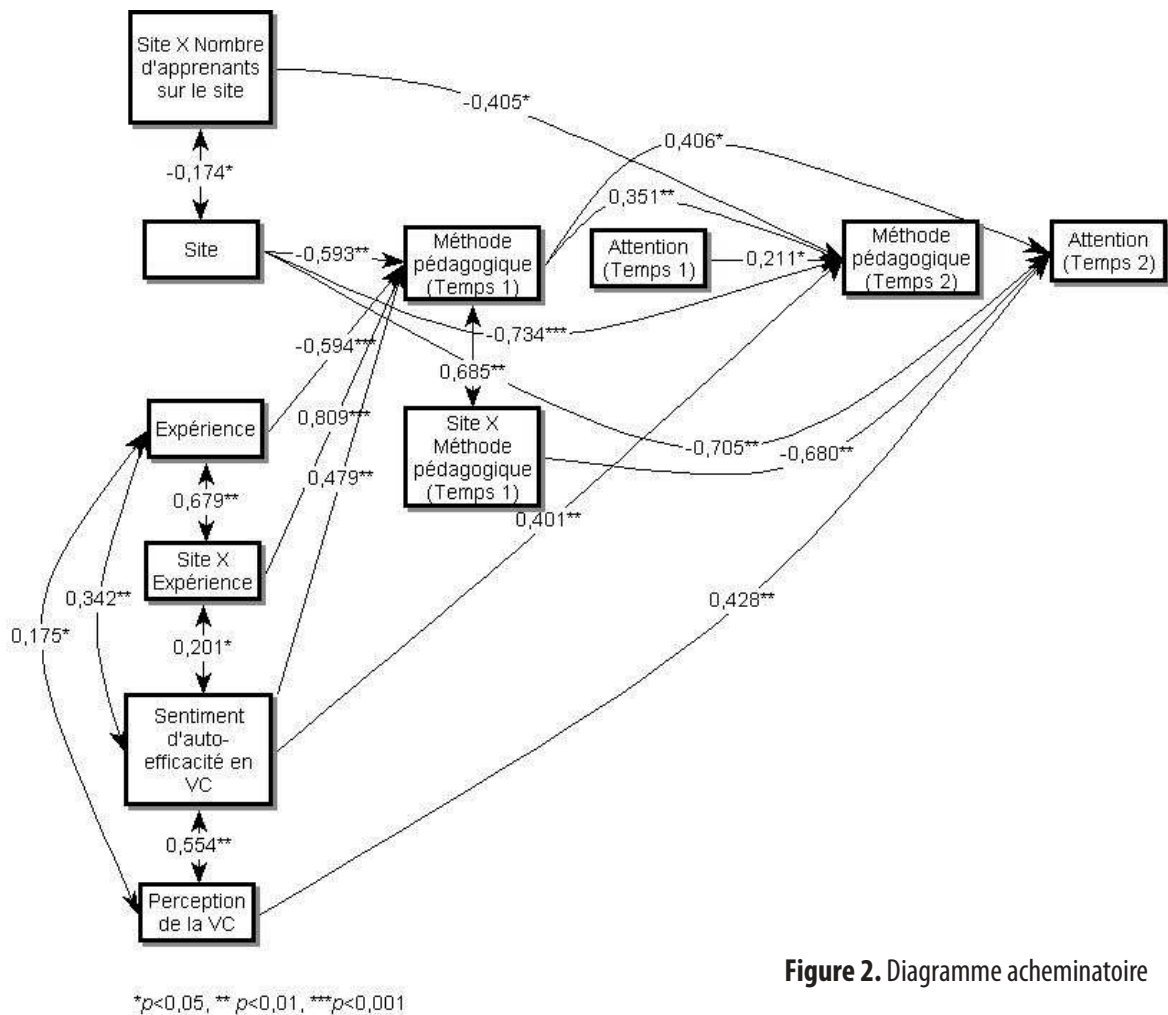 Site X Nombre
d'apprenants
sur le site
-0,405*
0,406*
-0,174*
0,351**
Site
-0,593**
Méthode
pédagogique
(Temps 1)
Attention
(Temps 1)
0,211*
Méthode
pédagogique
(Temps 2)
Attention
(Temps 2)
-0,734***
-0,594***
0,685**
Expérience
0,809***
Site X
Méthode
pédagogique
(Temps 1)
-0,705**
-0,680**
0,479**
0,679**
0,401**
Site X
Expérience
0,342**
0,175*
0,428**
0,201*
Sentiment
d'auto-
efficacité en
VC
0,554**
Perception
de la VC
Figure 2. Diagramme acheminatoire
*p<0,05, ** p<0,01, ***p<0,001